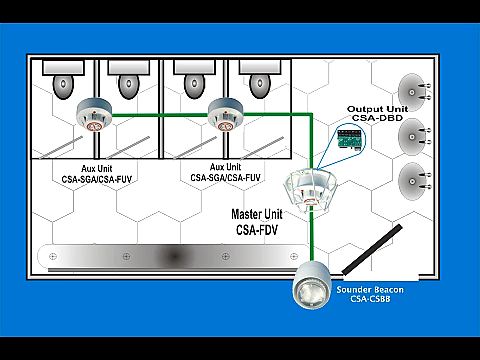 Output Unit
CSA-DBD
Aux Unit
CSA-SGA/CSA-FUV
Aux Unit
CSA-SGA/CSA-FUV
Master Unit
CSA-FDV
Sounder Beacon
CSA-CSBB